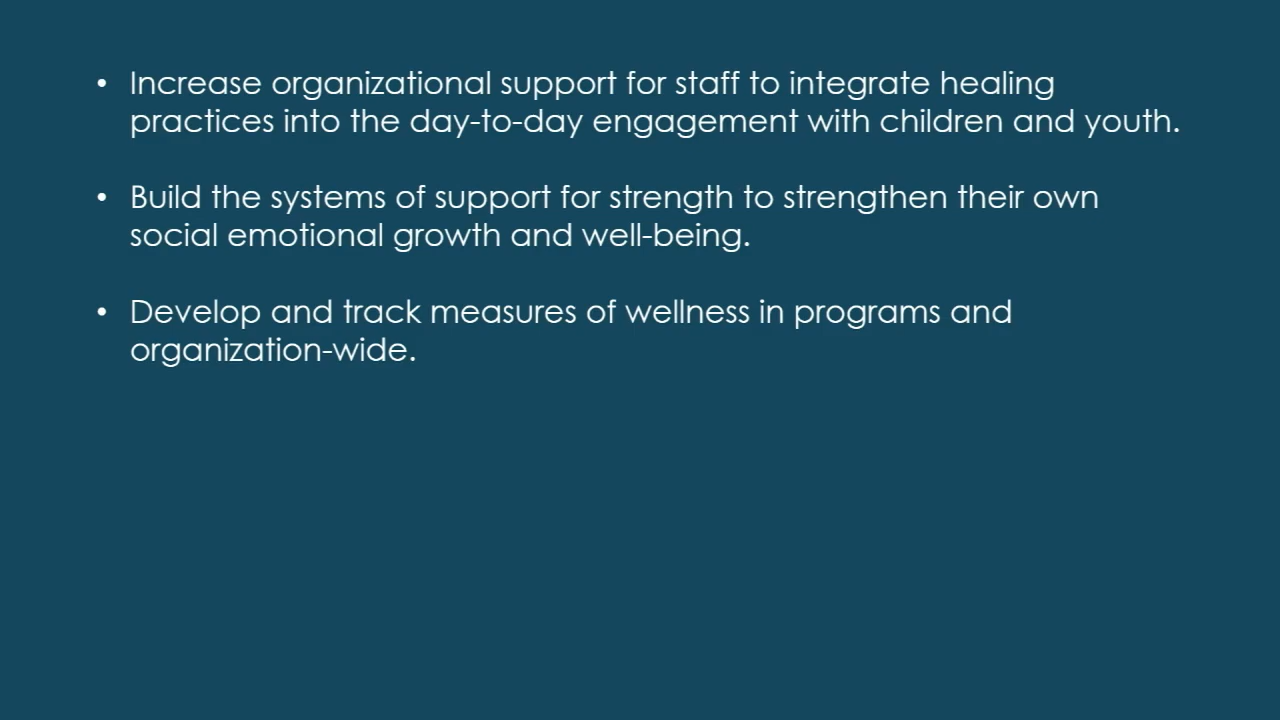 • Increase organizational support for staff to integrate healing
practices into the day-to-day engagement with children and youth.
• Build the systems of support for strength to strengthen their own
social emotional growth and well-being.
• Develop and track measures of wellness in programs and
organization-wide.